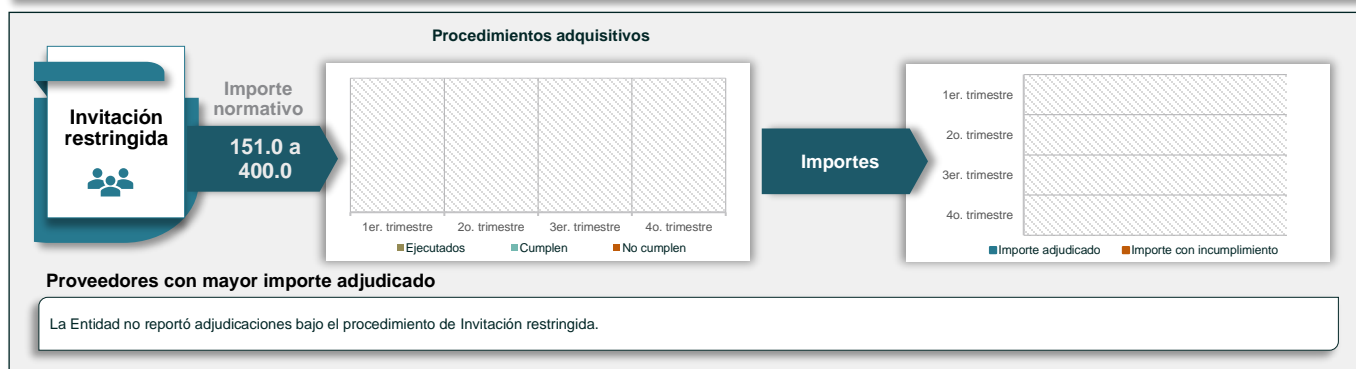 Procedimientos adquisitivos
Invitación
restringida
Importe
normativo
151.0 a
400.0
1er. trimestre 2o. trimestre 3er. trimestre 4o. trimestre
Ejecutados Cumplen No cumplen
Importes
1er. trimestre
2o. trimestre
3er. trimestre
4o. trimestre
Importe adjudicado Importe con incumplimiento
Proveedores con mayor importe adjudicado
La Entidad no reportó adjudicaciones bajo el procedimiento de Invitación restringida.